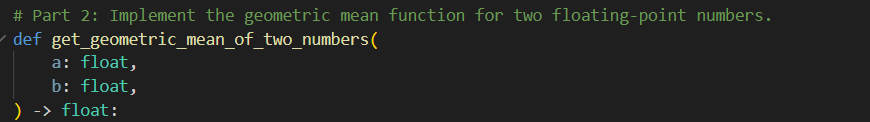 # Part 2: Implement the geometric mean function for two floating-point numbers.
def get_geometric_mean_of_two_numbers(
    a: float,
    b: float,
) -> float: